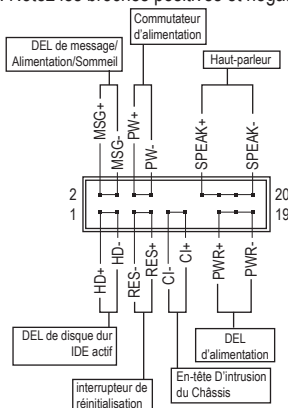 Notez les broches positives et négati
Commutateur
d'alimentation
DEL de message/
Alimentation/Sommeil
Haut-parleur
MSG+
MSG-
PW+
PW-
SPEAK+
SPEAK-
2
20
1
19
HD+
HD-
RES-
RES+
CI-
CI+
PWR+
PWR-
DEL de disque dur
IDE actif
interrupteur de
réinitialisation
En-tête D'intrusion
du Châssis
DEL
d'alimentation